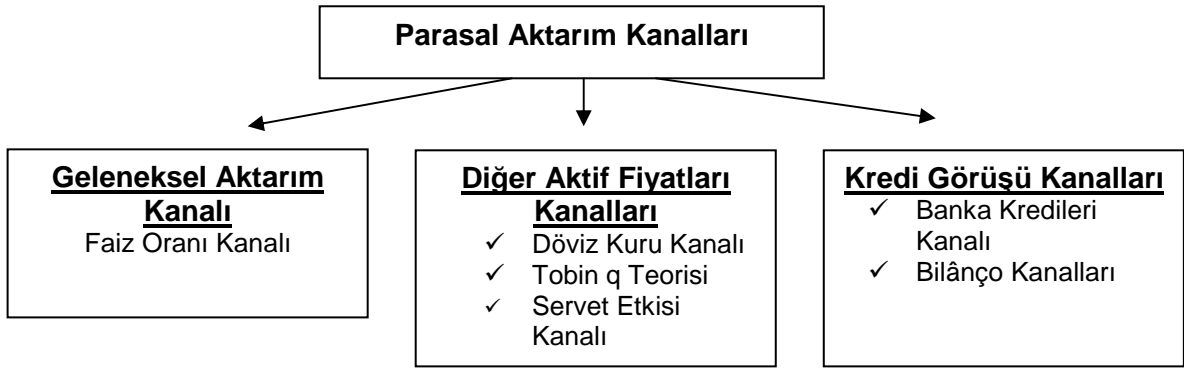 Parasal Aktarım Kanalları
Geleneksel Aktarım
Kanalı
Faiz Oranı Kanalı
Diğer Aktif Fiyatları
Kanalları
✓ Döviz Kuru Kanalı
✓ Tobin q Teorisi
✓ Servet Etkisi
Kanalı
Kredi Görüşü Kanalları
✓ Banka Kredileri
Kanalı
✓ Bilânço Kanalları